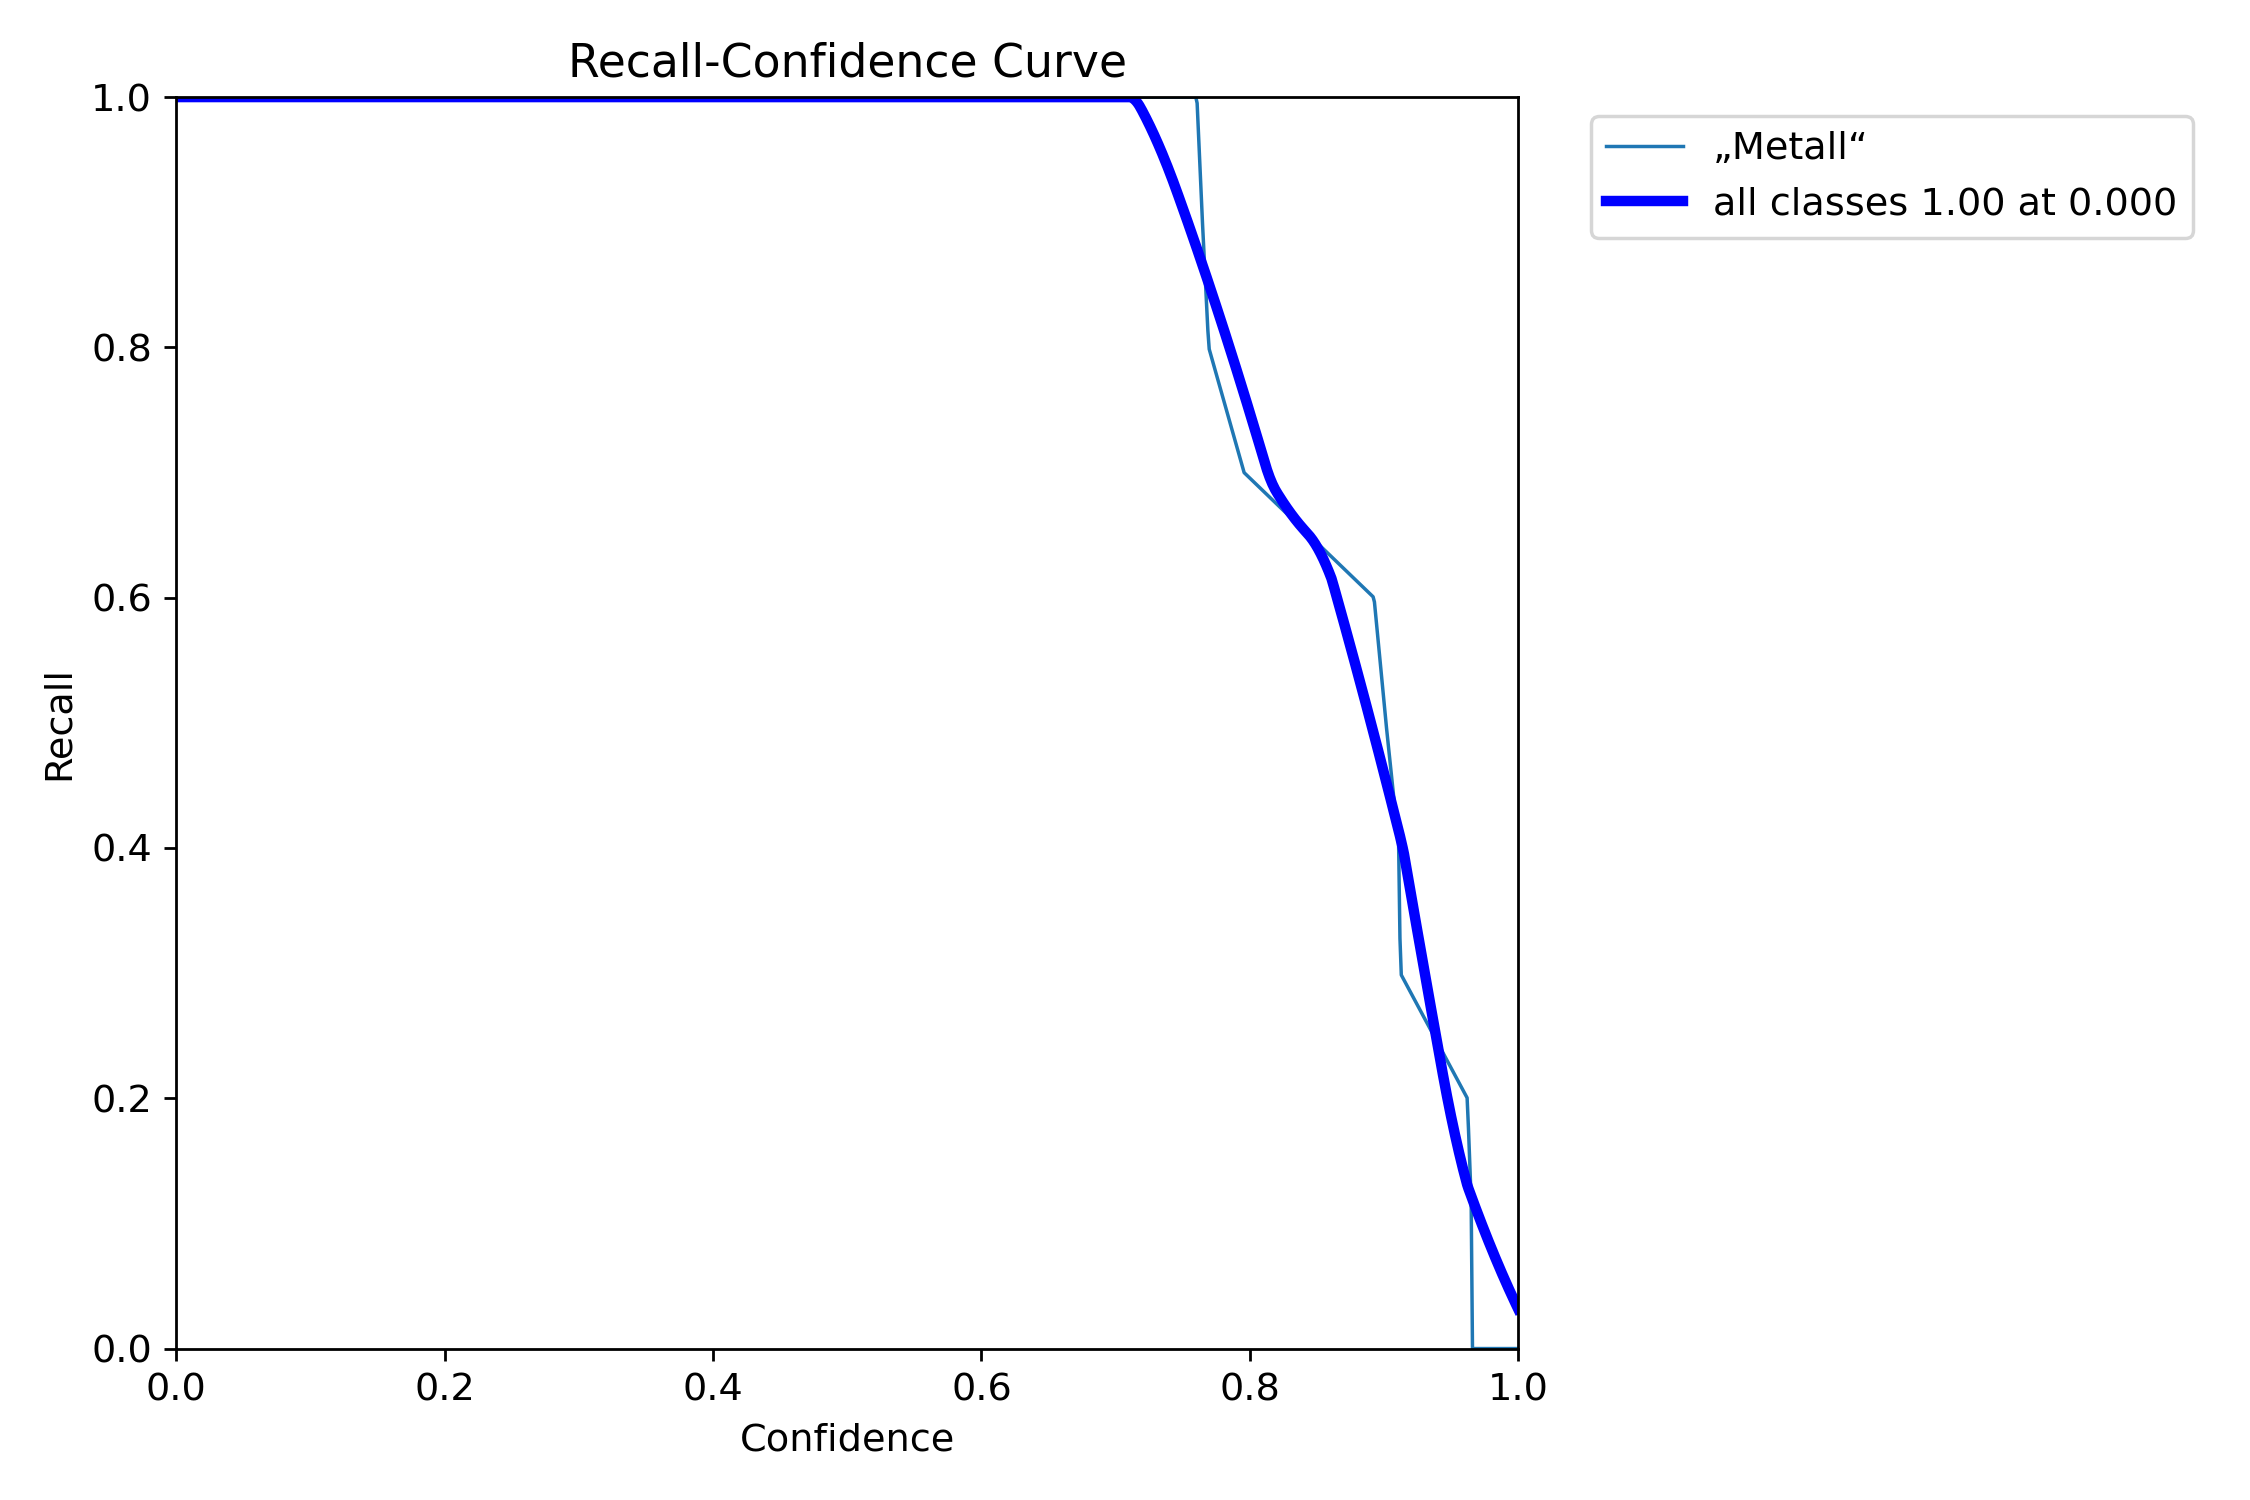 Recall-Confidence Curve
1.0
0.8
0.6
0.4
0.2
0.0
Recall
0.0 0.2 0.4 0.6 0.8 1.0
Confidence
„Metall“
all classes 1.00 at 0.000